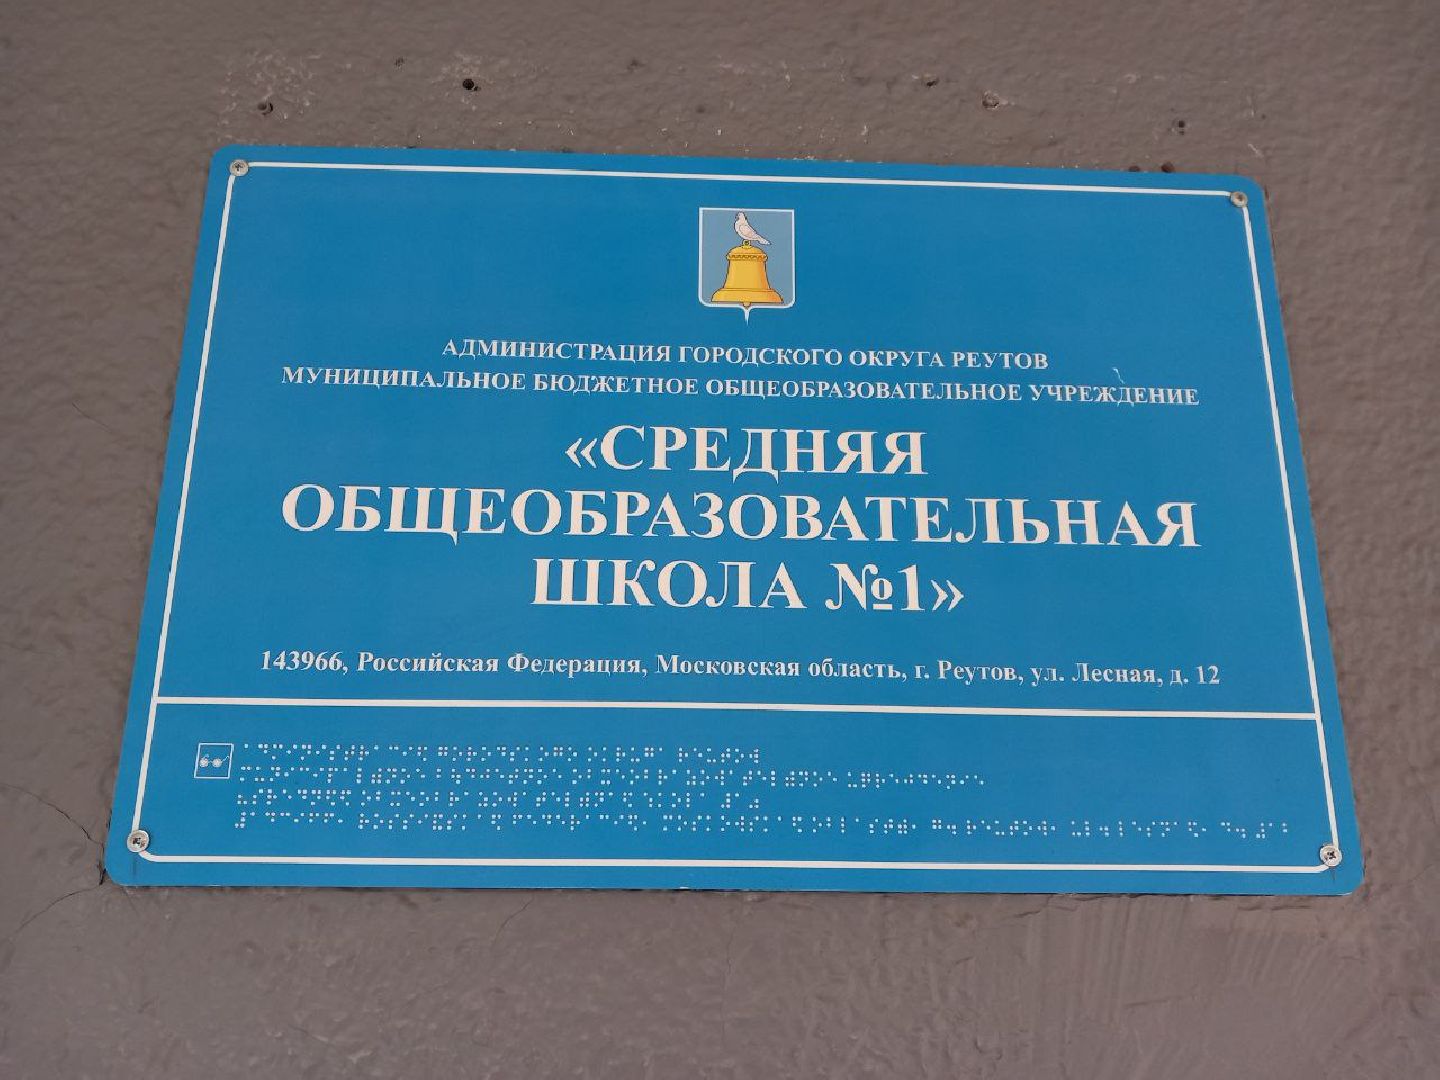 АДМИНИСТРАЦИЯ ГОРОДСКОГО ОКРУГА РЕУТОВ
МУНИЦИПАЛЬНОЕ БЮДЖЕТНОЕ ОБЩЕОБРАЗОВАТЕЛЬНОЕ УЧРЕЖДЕНИЕ
«СРЕДНЯЯ
ОБЩЕОБРАЗОВАТЕЛЬНАЯ
ШКОЛА №1»
143966, Российская Федерация, Московская область, г. Реутов, ул. Лесная, д. 12